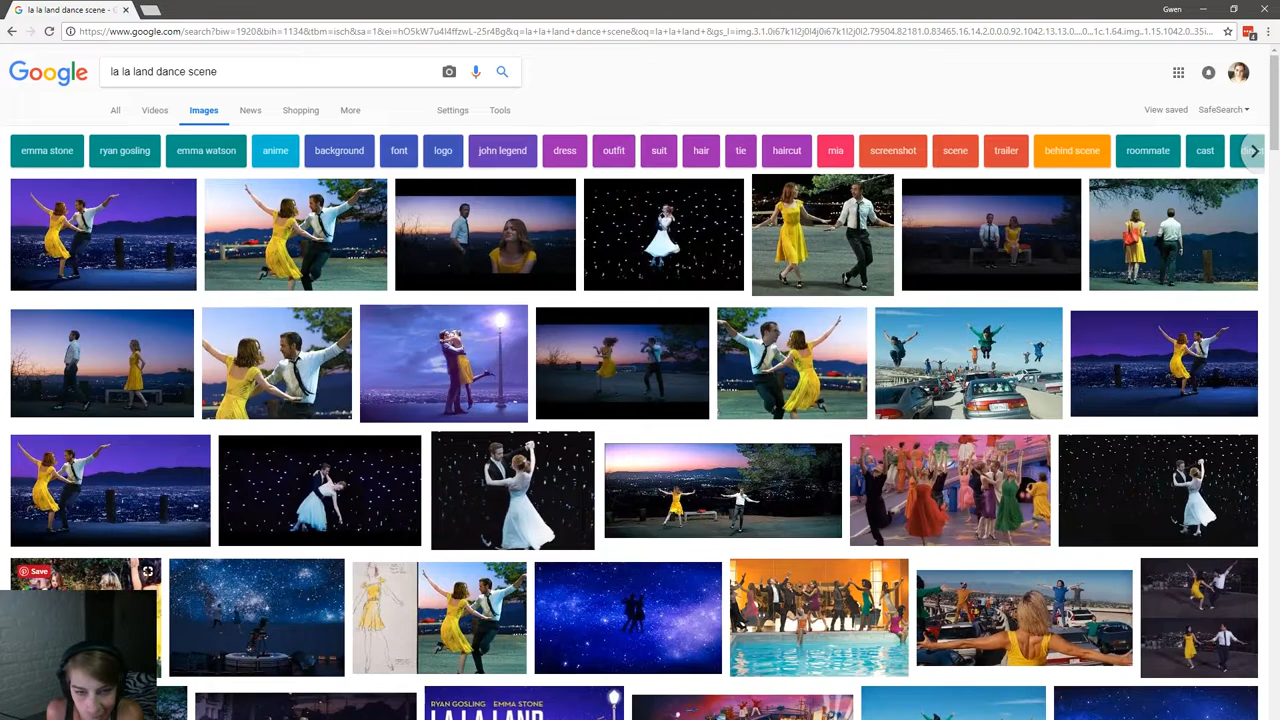 la la land dance scene - G
Gwen
https://www.google.com/search?biw=1920&bih=1134&tbm=isch&sa=1&ei=hO5kW7u4I4ffzwL-2Sr4Bg&q=la+la+land+dance+scene&oq=la+la+land+&gs_l=img.3.1.0i67k1l2j0l4j0i67k1l2j0l2.79504.82181.0.83465.16.14.2.0.0.0.92.1042.13.13.0....0...1c.1.64.img..1.15.1042.0..35i...
Google
la la land dance scene
All Videos Images News Shopping More Settings Tools
View saved SafeSearch
emma stone ryan gosling emma watson anime background font logo john legend dress outfit suit hair tie haircut mia screenshot scene trailer behind scene roommate cast
Save
RYAN GOSLING EMMA STONE
LA LA LAND